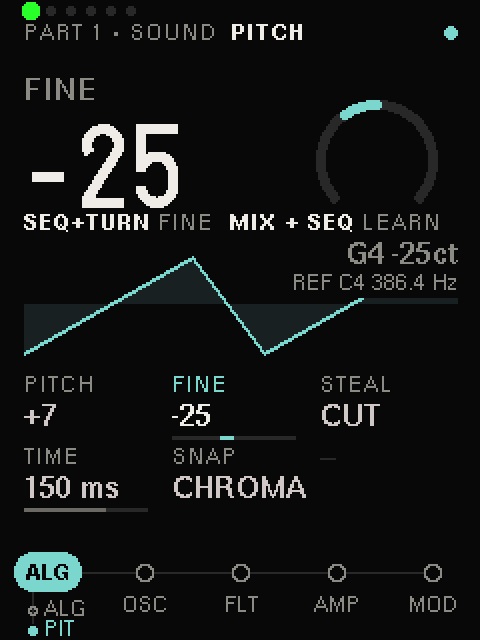 PART 1 · SOUND PITCH
FINE
-25
SEQ+TURN FINE MIX + SEQ LEARN
G4 -25ct
REF C4 386.4 Hz
PITCH FINE STEAL
+7 -25 CUT
TIME SNAP —
150 ms CHROMA
ALG
OSC FLT AMP MOD
ALG
PIT